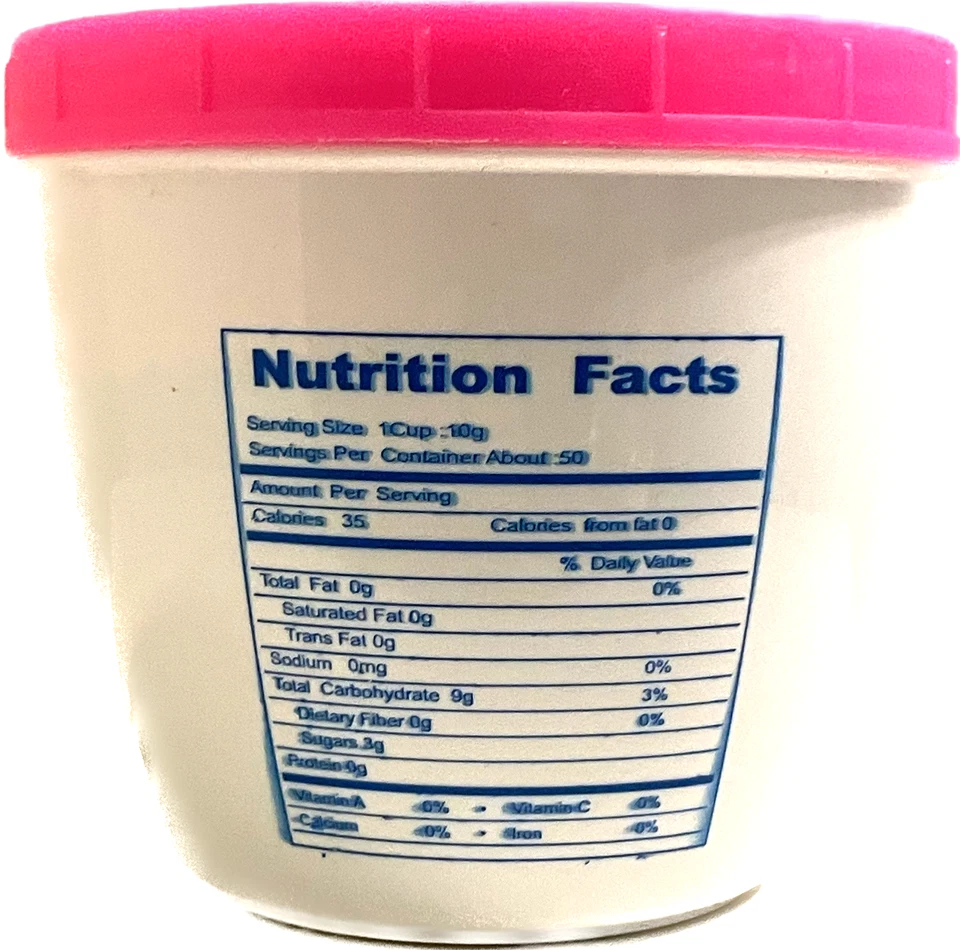 Nutrition Facts
Serving Size 1Cup :10g
Servings Per Container About :50
Amount Per Serving
Calories 35 Calories from fat 0
% Daily Value
Total Fat 0g 0%
Saturated Fat 0g
Trans Fat 0g
Sodium 0mg 0%
Total Carbohydrate 9g 3%
Dietary Fiber 0g 0%
Sugars 3g
Protein 0g
Vitamin A 0% • Vitamin C 0%
Calcium 0% • Iron 0%